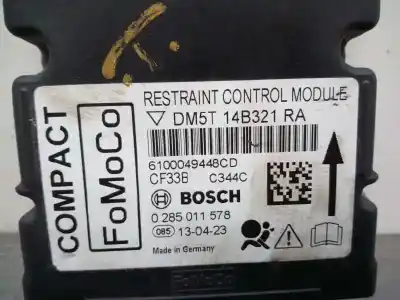 COMPACT
FoMoCo
RESTRAINT CONTROL MODULE
DM5T 14B321 RA
6100049448CD
CF33B C344C
BOSCH
0 285 011 578
085 13-04-23
Made in Germany